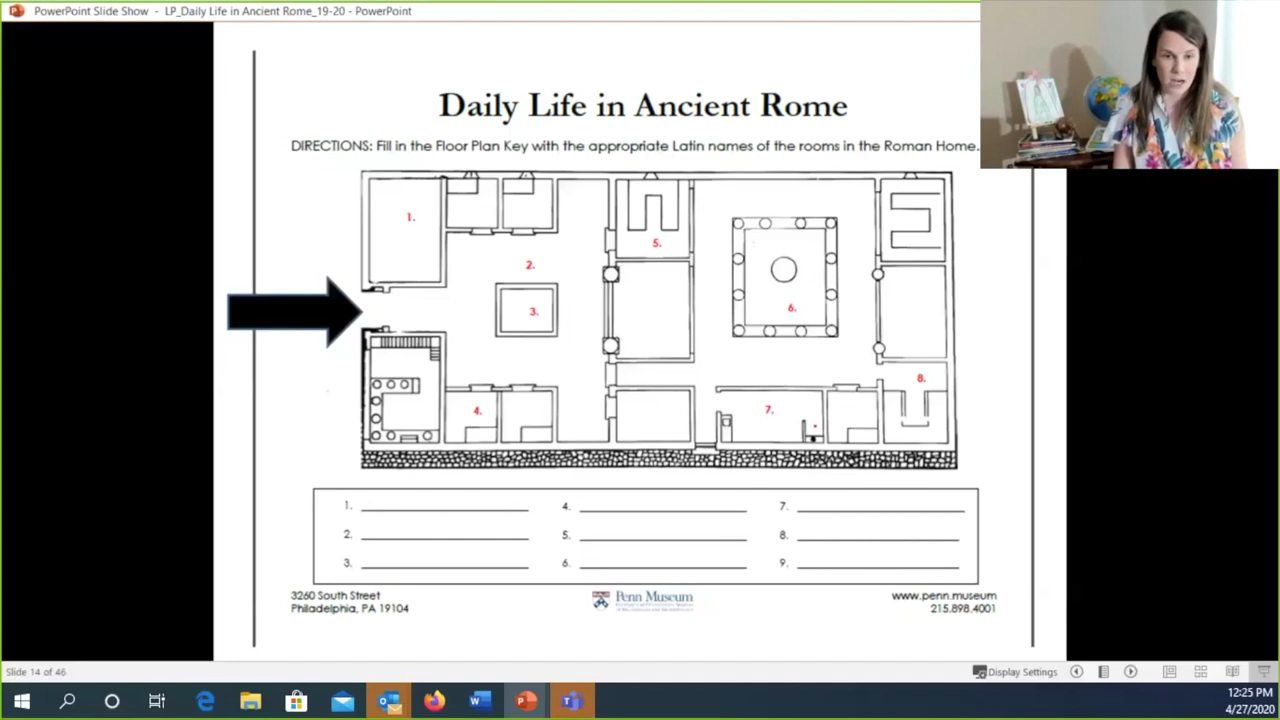 PowerPoint Slide Show - LP_Daily Life in Ancient Rome_19-20 - PowerPoint
Daily Life in Ancient Rome
DIRECTIONS: Fill in the Floor Plan Key with the appropriate Latin names of the rooms in the Roman Home.
1.
2.
3.
4.
5.
6.
7.
8.
1.
4.
7.
2.
5.
8.
3.
6.
9.
3260 South Street
Philadelphia, PA 19104
Penn Museum
www.penn.museum
215.898.4001
Slide 14 of 46
Display Settings
12:25 PM
4/27/2020